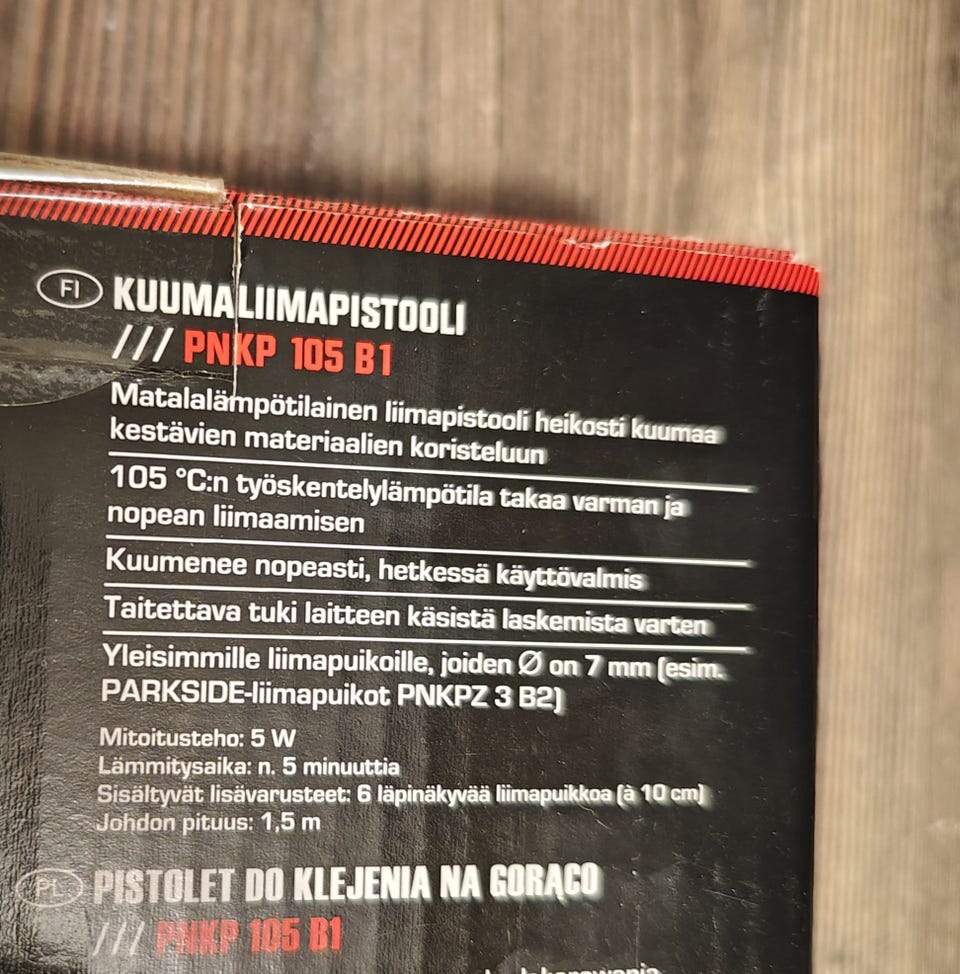 FI KUUMALIIMAPISTOOLI
/// PNKP 105 B1
Matalalämpötilainen liimapistooli heikosti kuumaa
kestävien materiaalien koristeluun
105 °C:n työskentelylämpötila takaa varman ja
nopean liimaamisen
Kuumenee nopeasti, hetkessä käyttövalmis
Taitettava tuki laitteen käsistä laskemista varten
Yleisimmille liimapuikoille, joiden Ø on 7 mm (esim.
PARKSIDE-liimapuikot PNKPZ 3 B2)
Mitoitusteho: 5 W
Lämmitysaika: n. 5 minuuttia
Sisältyvät lisävarusteet: 6 läpinäkyvää liimapuikkoa (à 10 cm)
Johdon pituus: 1,5 m
PL PISTOLET DO KLEJENIA NA GORĄCO
/// PNKP 105 B1